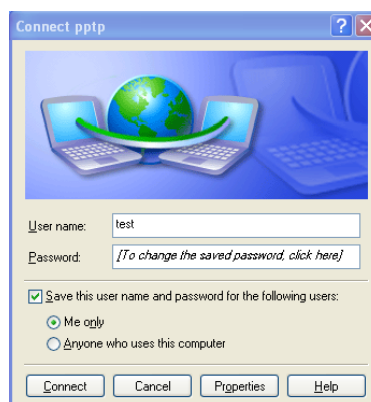 Connect pptp
User name: test
Password: [To change the saved password, click here]
Save this user name and password for the following users:
Me only
Anyone who uses this computer
Connect Cancel Properties Help